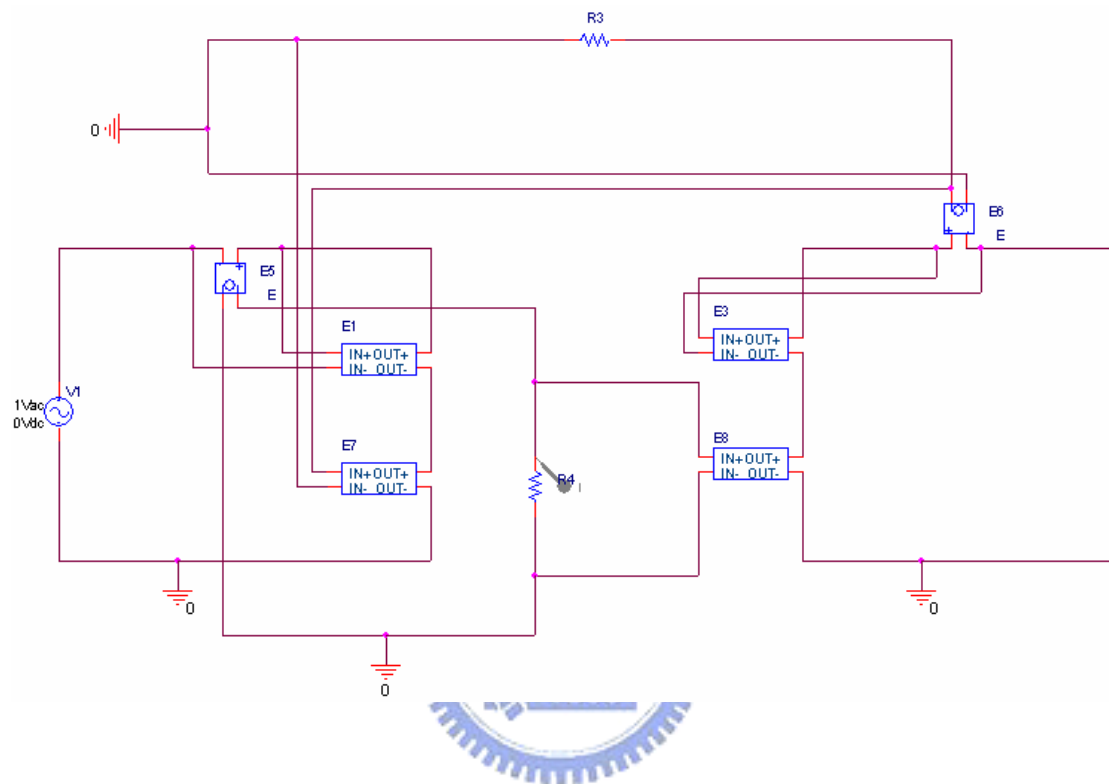 R3
0
E6
E
E5
E
E1
IN+OUT+
IN- OUT-
E3
IN+OUT+
IN- OUT-
V1
1Vac
0Vdc
E7
IN+OUT+
IN- OUT-
E8
IN+OUT+
IN- OUT-
R4
I
0
0
0